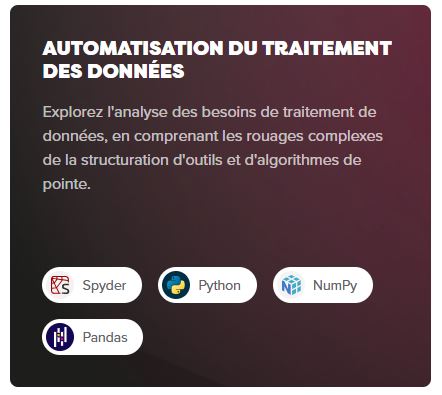 AUTOMATISATION DU TRAITEMENT
DES DONNÉES
Explorez l'analyse des besoins de traitement de
données, en comprenant les rouages complexes
de la structuration d'outils et d'algorithmes de
pointe.
Spyder
Python
NumPy
Pandas